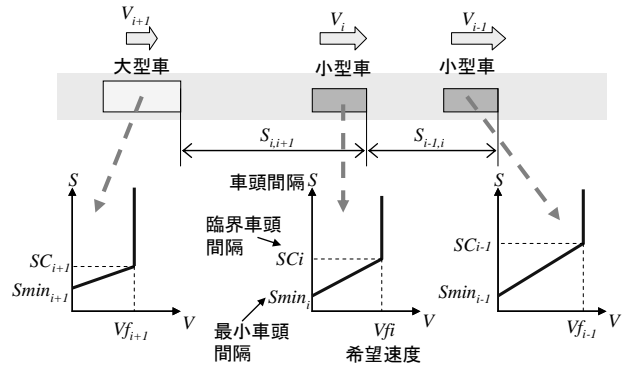 V_{i+1}
V_i
V_{i-1}
大型車
小型車
小型車
S_{i,i+1}
S_{i-1,i}
車頭間隔
S
S
S
臨界車頭
間隔
SC_{i+1}
SCi
SC_{i-1}
Smin_{i+1}
Smin_i
Smin_{i-1}
最小車頭
間隔
Vf_{i+1}
V
Vfi
V
Vf_{i-1}
V
希望速度